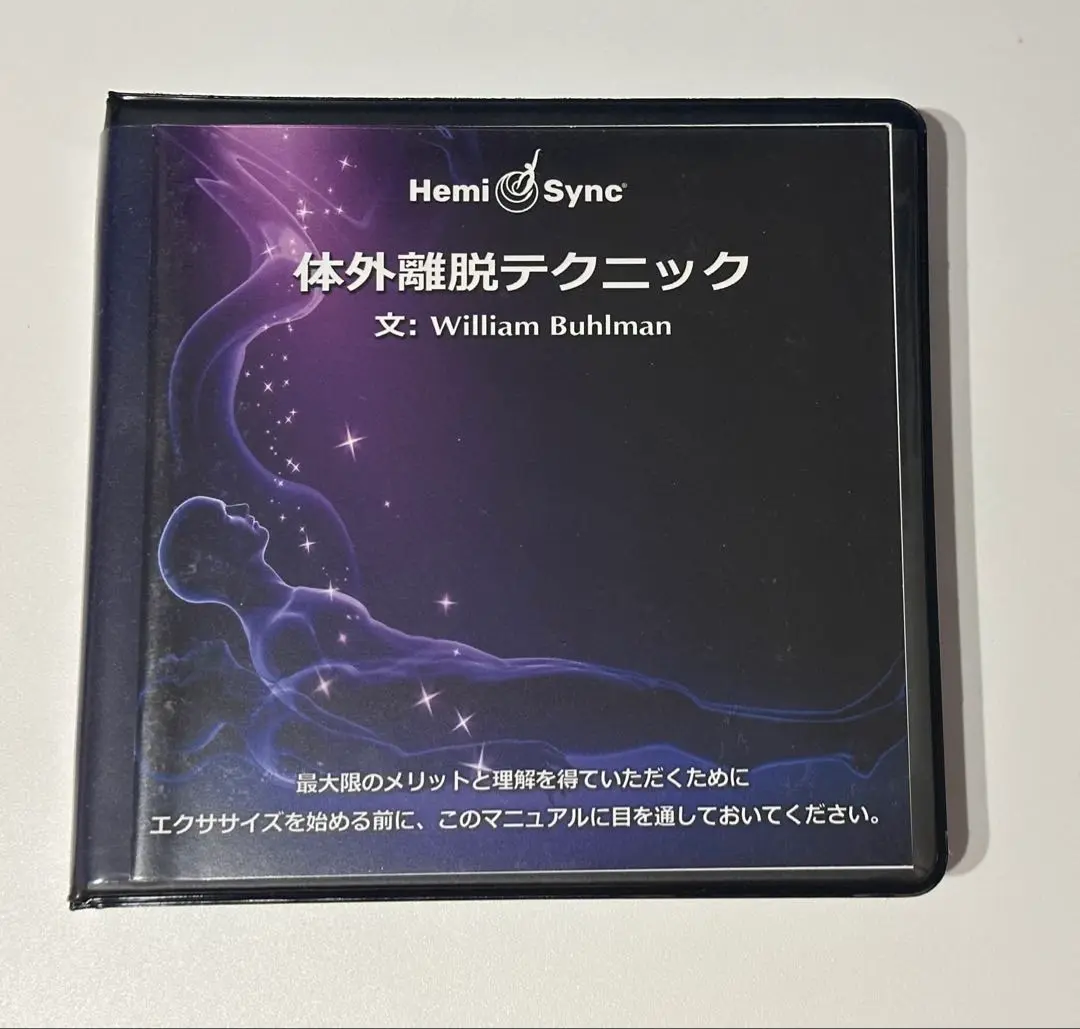 Hemi Sync®
体外離脱テクニック
文: William Buhlman
最大限のメリットと理解を得ていただくために
エクササイズを始める前に、このマニュアルに目を通しておいてください。